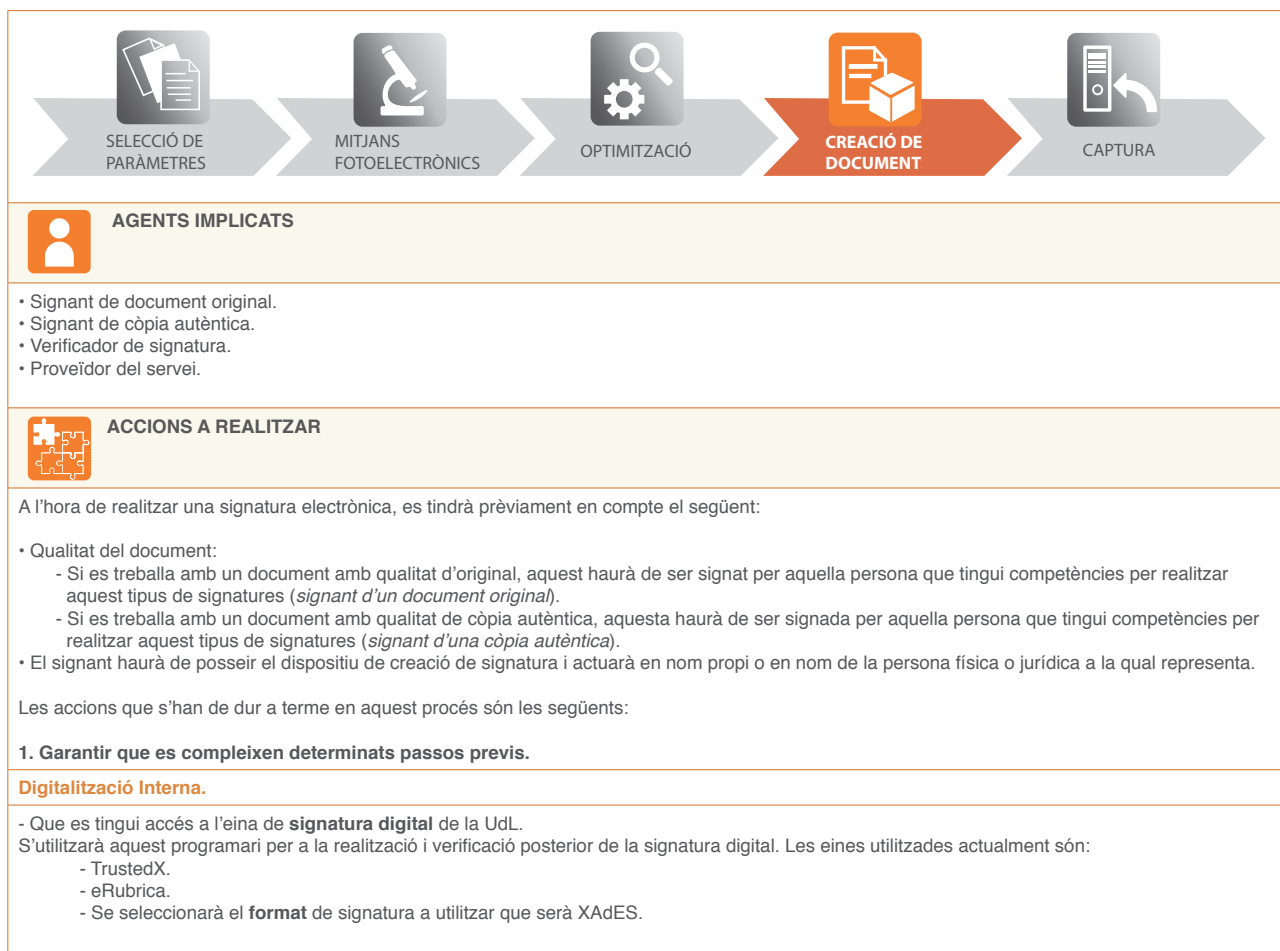 SELECCIÓ DE
PARÀMETRES
MITJANS
FOTOELECTRÒNICS
OPTIMITZACIÓ
CREACIÓ DE
DOCUMENT
CAPTURA
AGENTS IMPLICATS
• Signant de document original.
• Signant de còpia autèntica.
• Verificador de signatura.
• Proveïdor del servei.
ACCIONS A REALITZAR
A l'hora de realitzar una signatura electrònica, es tindrà prèviament en compte el següent:
• Qualitat del document:
- Si es treballa amb un document amb qualitat d'original, aquest haurà de ser signat per aquella persona que tingui competències per realitzar
aquest tipus de signatures (signant d'un document original).
- Si es treballa amb un document amb qualitat de còpia autèntica, aquesta haurà de ser signada per aquella persona que tingui competències per
realitzar aquest tipus de signatures (signant d'una còpia autèntica).
• El signant haurà de posseir el dispositiu de creació de signatura i actuarà en nom propi o en nom de la persona física o jurídica a la qual representa.
Les accions que s'han de dur a terme en aquest procés són les següents:
1. Garantir que es compleixen determinats passos previs.
Digitalització Interna.
- Que es tingui accés a l'eina de signatura digital de la UdL.
S'utilitzarà aquest programari per a la realització i verificació posterior de la signatura digital. Les eines utilitzades actualment són:
- TrustedX.
- eRubrica.
- Se seleccionarà el format de signatura a utilitzar que serà XAdES.